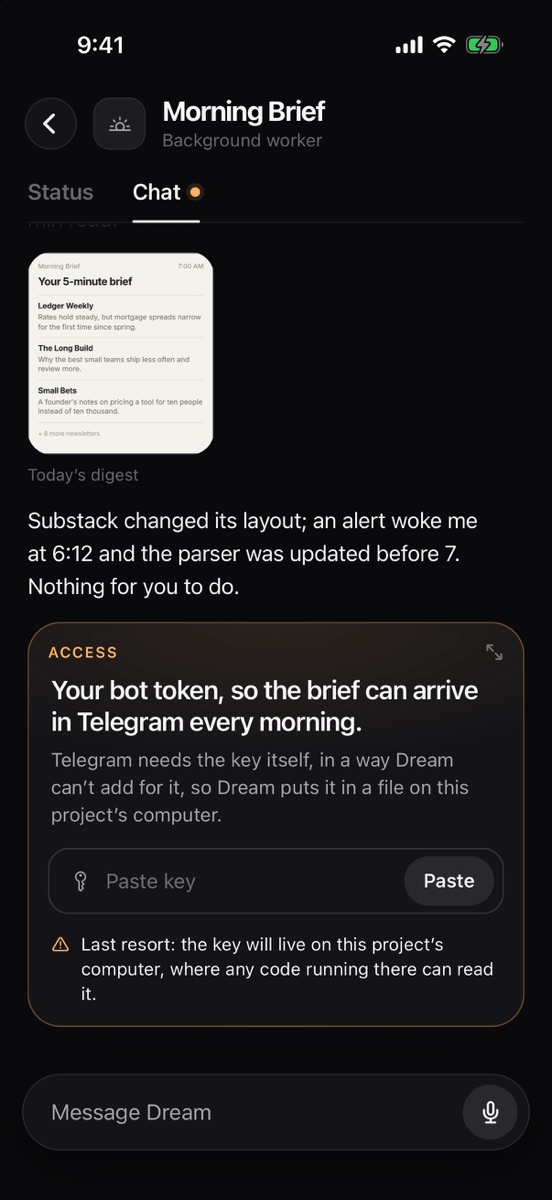 9:41
Morning Brief
Background worker
Status
Chat
min read.
Morning Brief
7:00 AM
Your 5-minute brief
Ledger Weekly
Rates hold steady, but mortgage spreads narrow
for the first time since spring.
The Long Build
Why the best small teams ship less often and
review more.
Small Bets
A founder's notes on pricing a tool for ten people
instead of ten thousand.
+ 8 more newsletters
Today’s digest
Substack changed its layout; an alert woke me
at 6:12 and the parser was updated before 7.
Nothing for you to do.
ACCESS
Your bot token, so the brief can arrive
in Telegram every morning.
Telegram needs the key itself, in a way Dream
can’t add for it, so Dream puts it in a file on this
project’s computer.
Paste key
Paste
Last resort: the key will live on this project’s
computer, where any code running there can read
it.
Message Dream